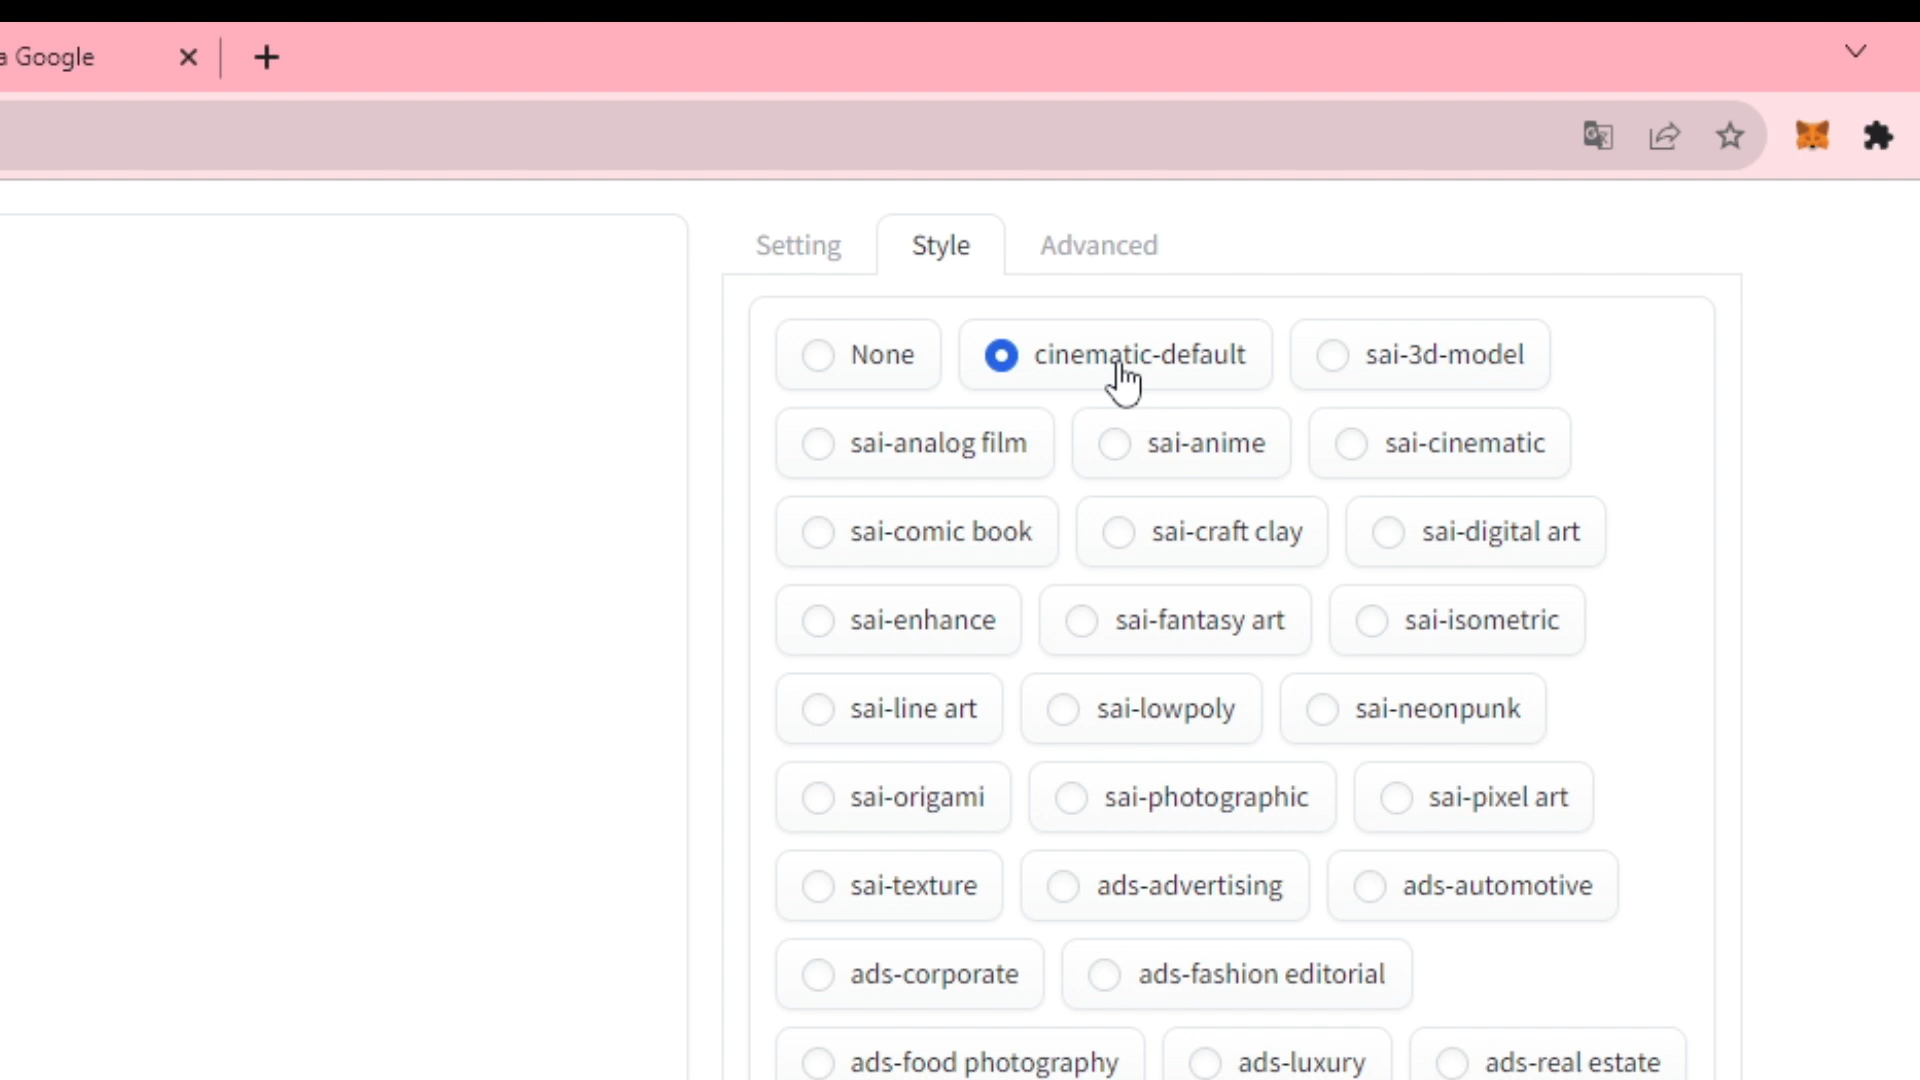 a Google
Setting Style Advanced
None cinematic-default sai-3d-model
sai-analog film sai-anime sai-cinematic
sai-comic book sai-craft clay sai-digital art
sai-enhance sai-fantasy art sai-isometric
sai-line art sai-lowpoly sai-neonpunk
sai-origami sai-photographic sai-pixel art
sai-texture ads-advertising ads-automotive
ads-corporate ads-fashion editorial
ads-food photography ads-luxury ads-real estate